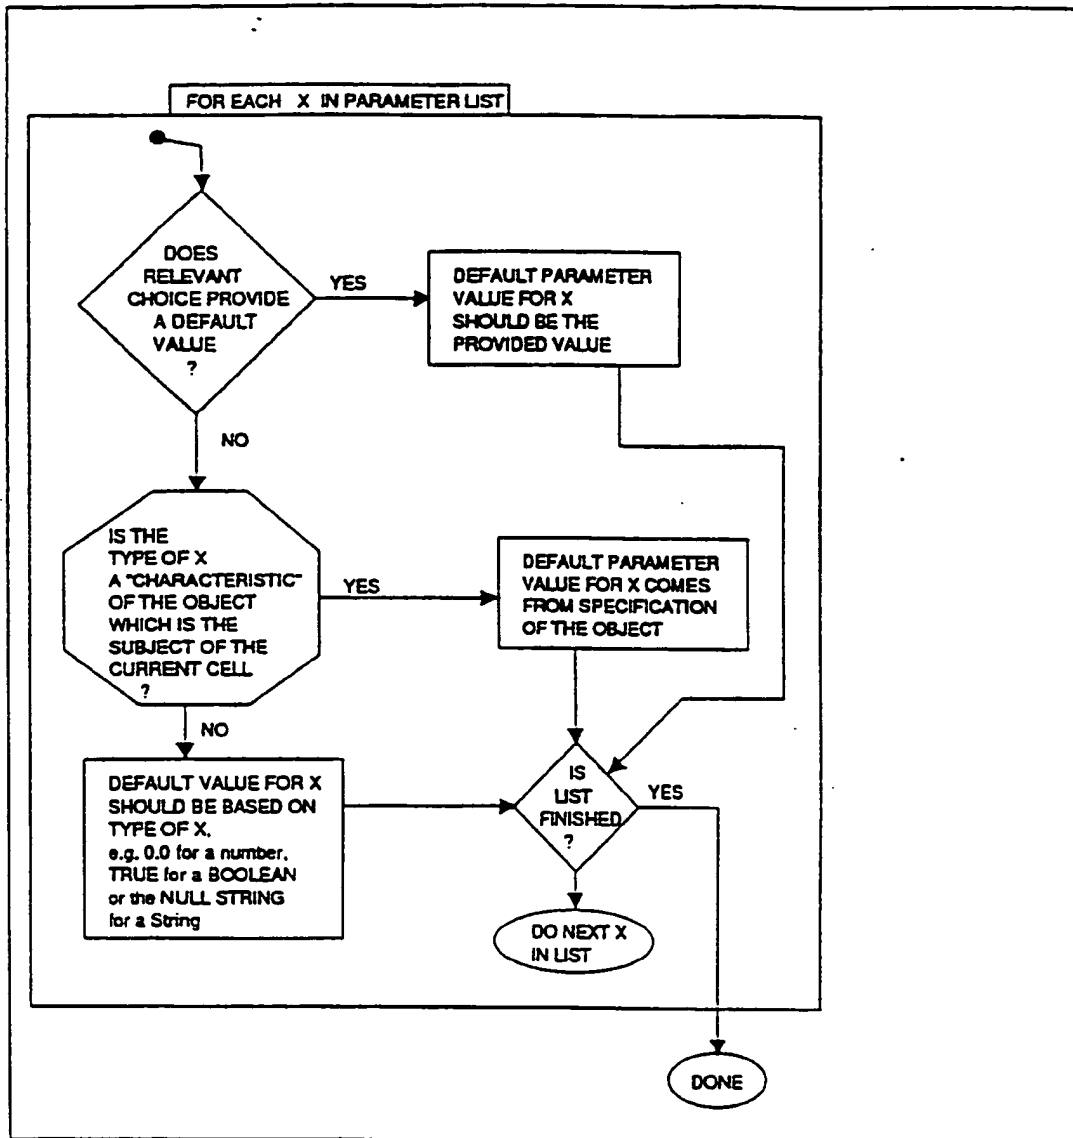 FOR EACH X IN PARAMETER LIST
DOES
RELEVANT
CHOICE PROVIDE
A DEFAULT
VALUE
?
YES
DEFAULT PARAMETER
VALUE FOR X
SHOULD BE THE
PROVIDED VALUE
NO
IS THE
TYPE OF X
A "CHARACTERISTIC"
OF THE OBJECT
WHICH IS THE
SUBJECT OF THE
CURRENT CELL
?
YES
DEFAULT PARAMETER
VALUE FOR X COMES
FROM SPECIFICATION
OF THE OBJECT
NO
DEFAULT VALUE FOR X
SHOULD BE BASED ON
TYPE OF X,
e.g. 0.0 for a number,
TRUE for a BOOLEAN
or the NULL STRING
for a String
IS
LIST
FINISHED
?
YES
DO NEXT X
IN LIST
DONE